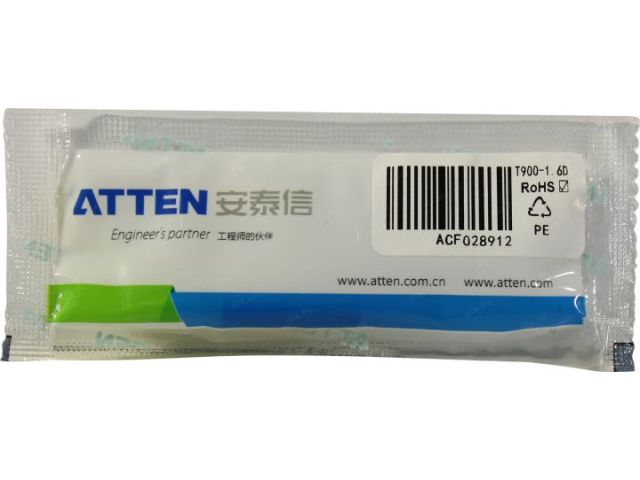 ATTEN 安泰信
Engineer's partner 工程师的伙伴
T900-1.6D
RoHS ☑
PE
ACF028912
www.atten.com.cn www.atten.com